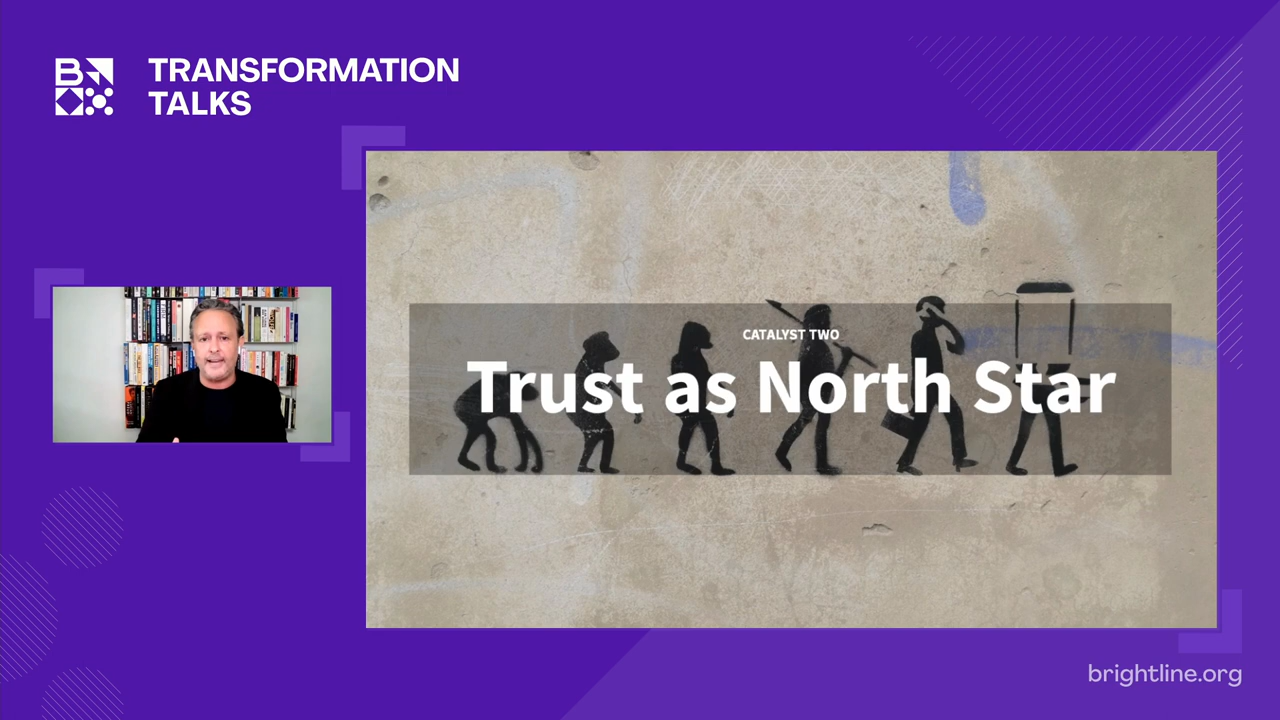 TRANSFORMATION
TALKS
CATALYST TWO
Trust as North Star
brightline.org